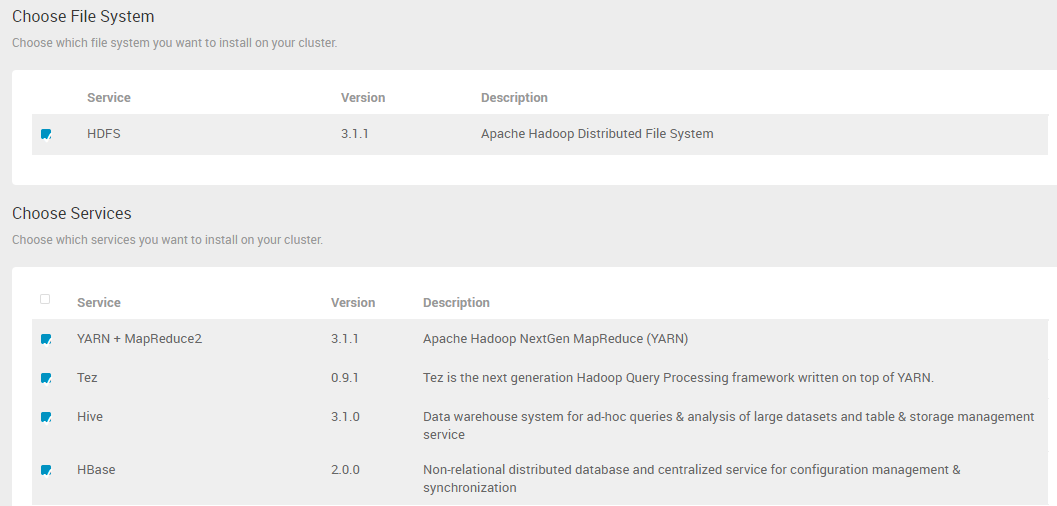 Choose File System
Choose which file system you want to install on your cluster.
Service Version Description
HDFS 3.1.1 Apache Hadoop Distributed File System
Choose Services
Choose which services you want to install on your cluster.
Service Version Description
YARN + MapReduce2 3.1.1 Apache Hadoop NextGen MapReduce (YARN)
Tez 0.9.1 Tez is the next generation Hadoop Query Processing framework written on top of YARN.
Hive 3.1.0 Data warehouse system for ad-hoc queries & analysis of large datasets and table & storage management
service
HBase 2.0.0 Non-relational distributed database and centralized service for configuration management &
synchronization